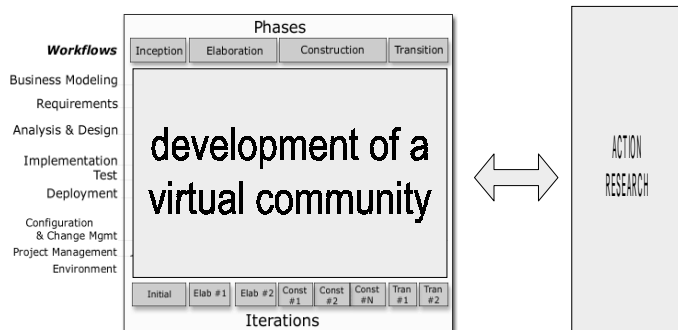 Phases
Workflows
Inception Elaboration Construction Transition
Business Modeling
Requirements
Analysis & Design
Implementation
Test
Deployment
Configuration
& Change Mgmt
Project Management
Environment
development of a
virtual community
Initial Elab #1 Elab #2 Const #1 Const #2 Const #N Tran #1 Tran #2
Iterations
ACTION
RESEARCH